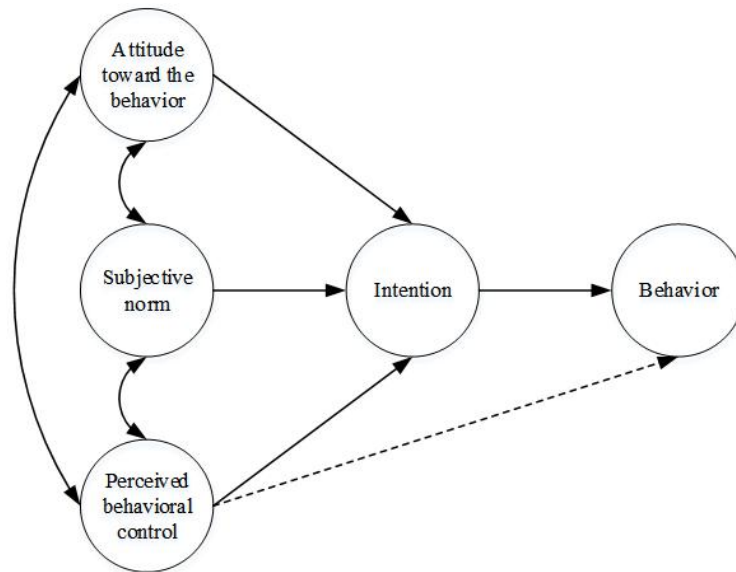 Attitude
toward the
behavior
Subjective
norm
Intention
Behavior
Perceived
behavioral
control